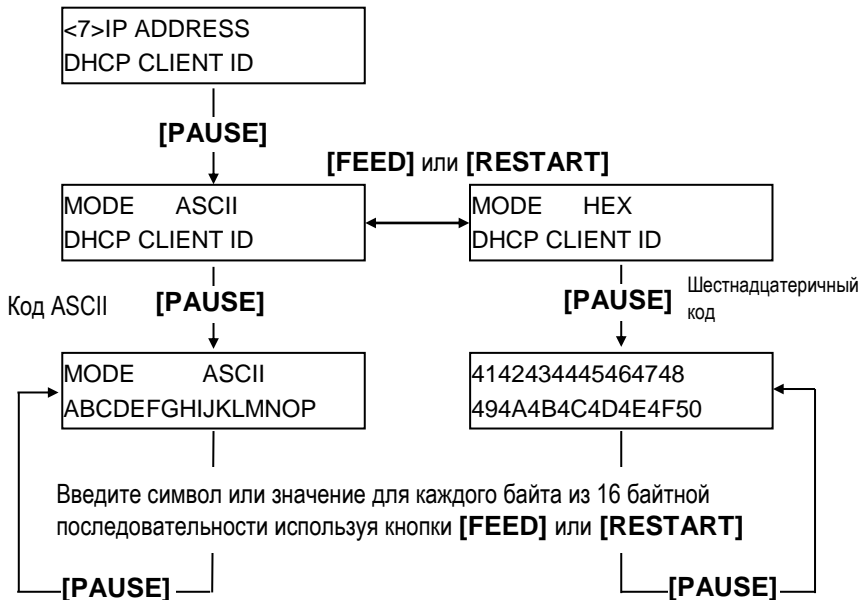 <7>IP ADDRESS
DHCP CLIENT ID
[PAUSE]
[FEED] или [RESTART]
MODE ASCII
DHCP CLIENT ID
MODE HEX
DHCP CLIENT ID
Код ASCII [PAUSE]
[PAUSE] Шестнадцатеричный
код
MODE ASCII
ABCDEFGHIJKLMNOP
4142434445464748
494A4B4C4D4E4F50
Введите символ или значение для каждого байта из 16 байтной
последовательности используя кнопки [FEED] или [RESTART]
[PAUSE]
[PAUSE]